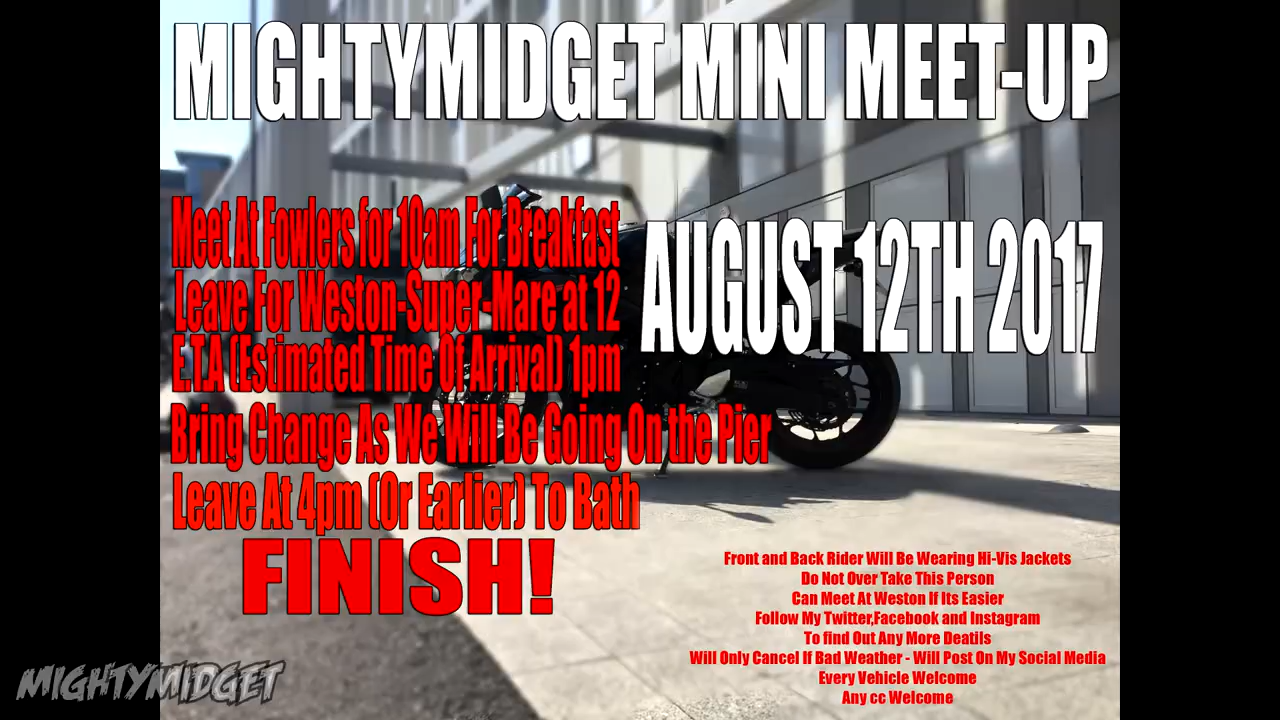 MIGHTYMIDGET MINI MEET-UP
AUGUST 12TH 2017
Meet At Fowlers for 10am For Breakfast
Leave For Weston-Super-Mare at 12
E.T.A (Estimated Time Of Arrival) 1pm
Bring Change As We Will Be Going On the Pier
Leave At 4pm (Or Earlier) To Bath
FINISH!
Front and Back Rider Will Be Wearing Hi-Vis Jackets
Do Not Over Take This Person
Can Meet At Weston If Its Easier
Follow My Twitter,Facebook and Instagram
To find Out Any More Deatils
Will Only Cancel If Bad Weather - Will Post On My Social Media
Every Vehicle Welcome
Any cc Welcome
MIGHTYMIDGET